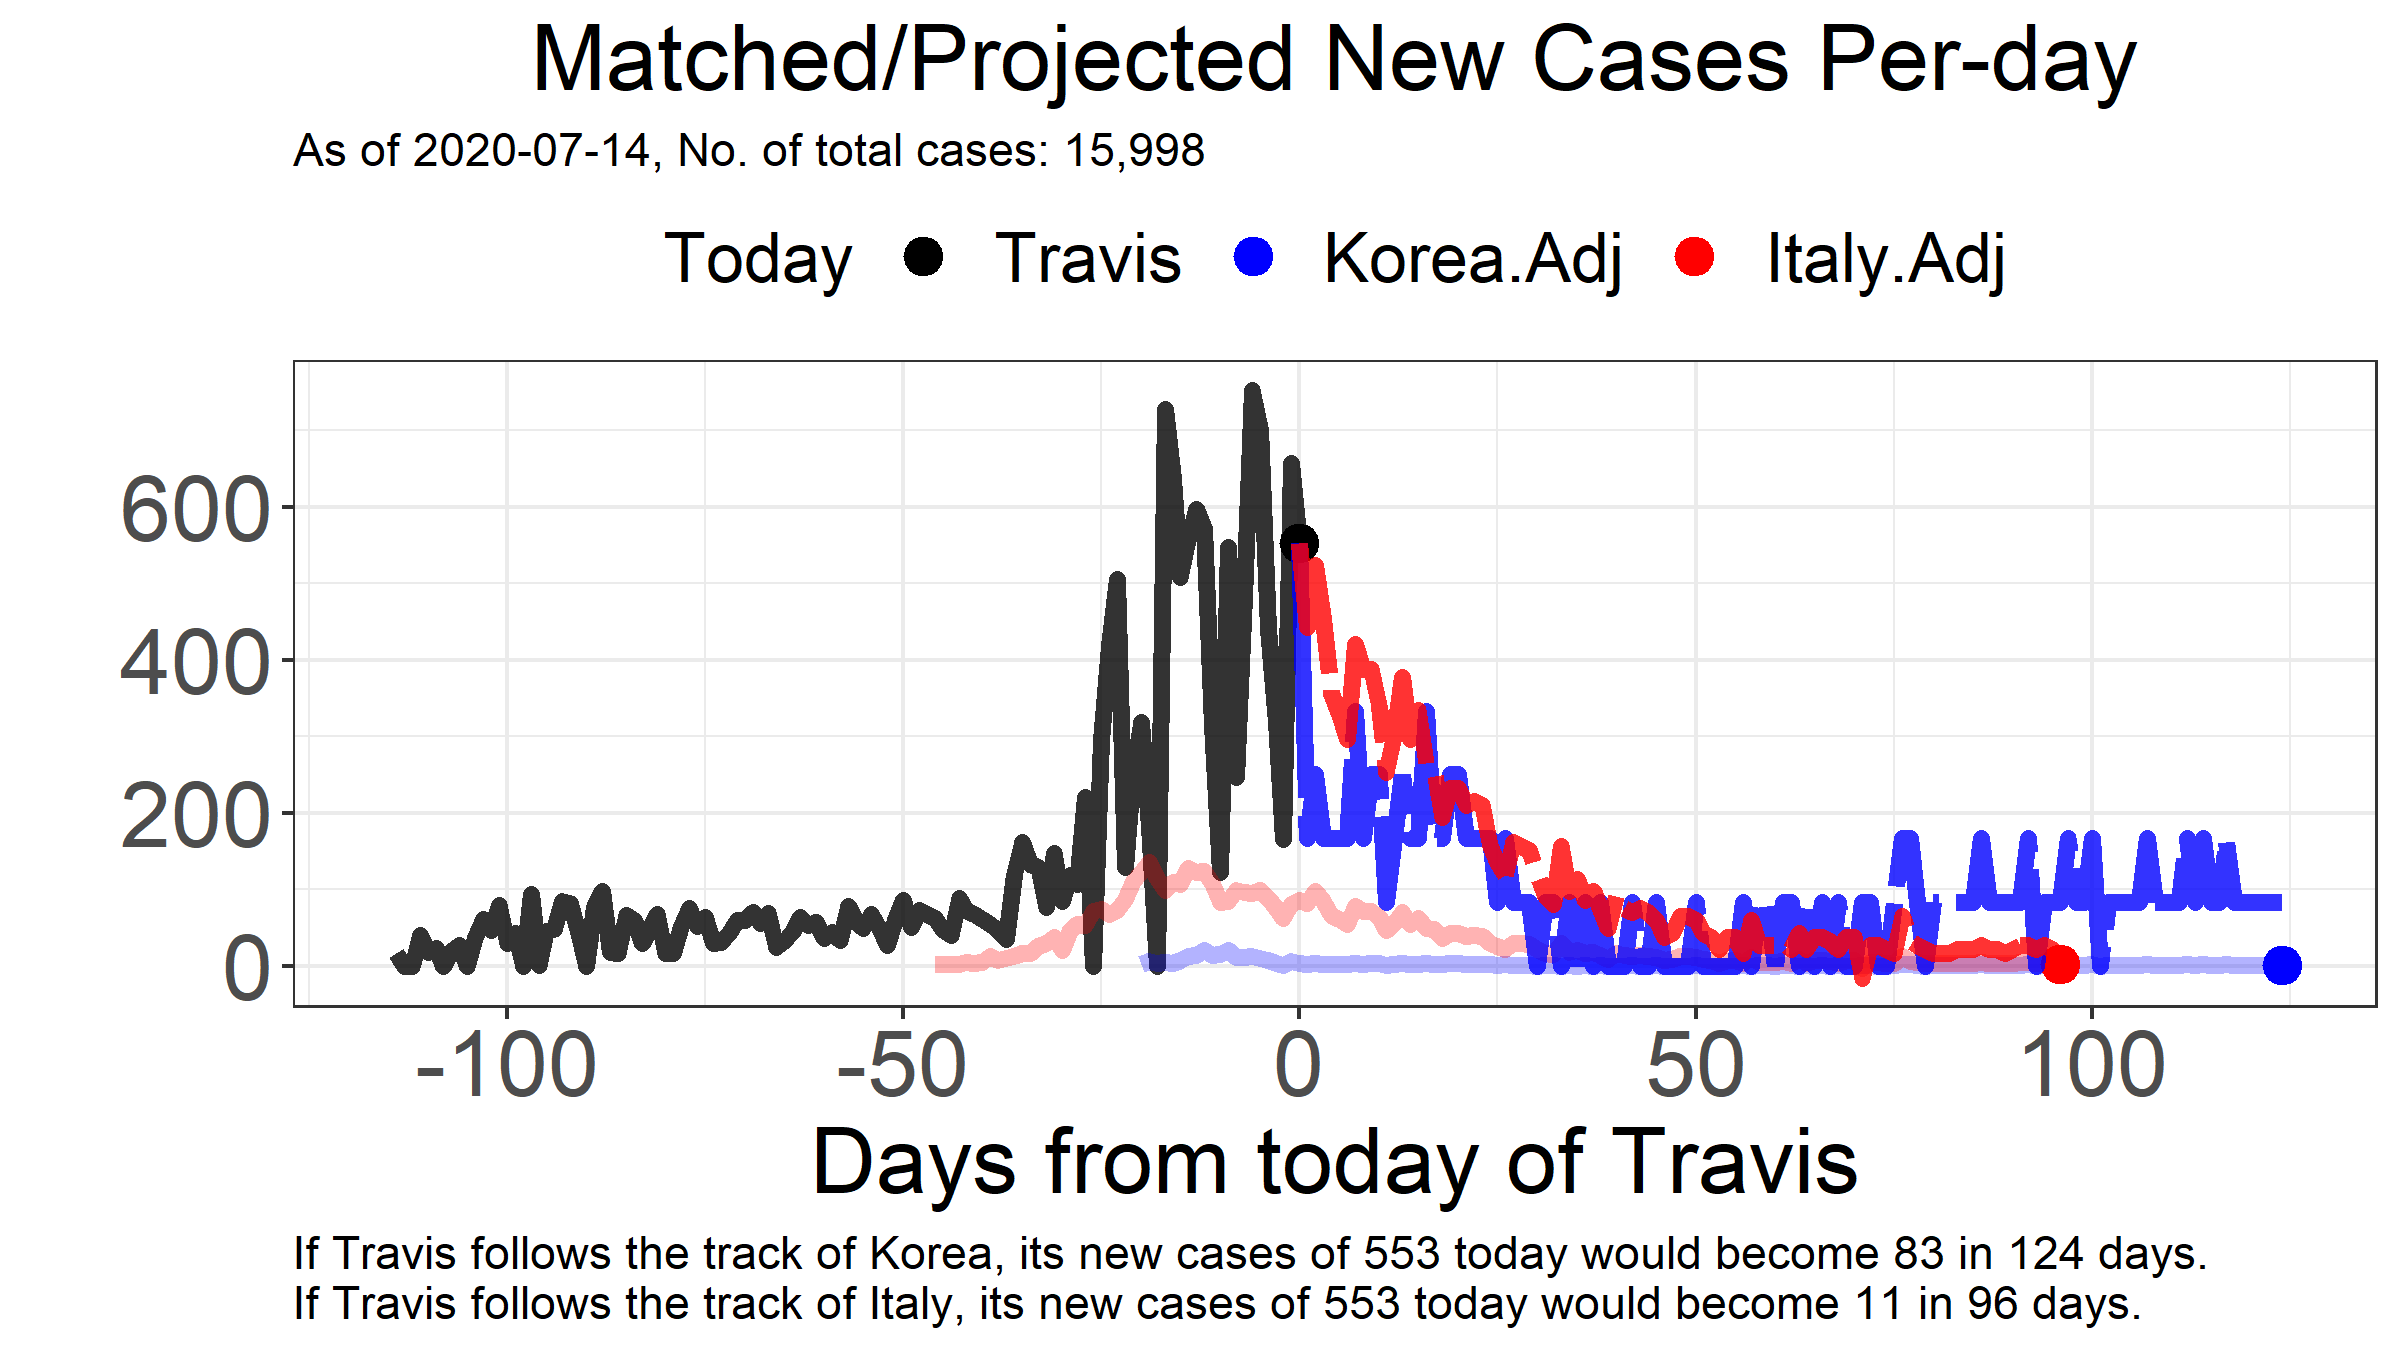 Matched/Projected New Cases Per-day
As of 2020-07-14, No. of total cases: 15,998
Today Travis Korea.Adj Italy.Adj
600
400
200
0
-100 -50 0 50 100
Days from today of Travis
If Travis follows the track of Korea, its new cases of 553 today would become 83 in 124 days.
If Travis follows the track of Italy, its new cases of 553 today would become 11 in 96 days.